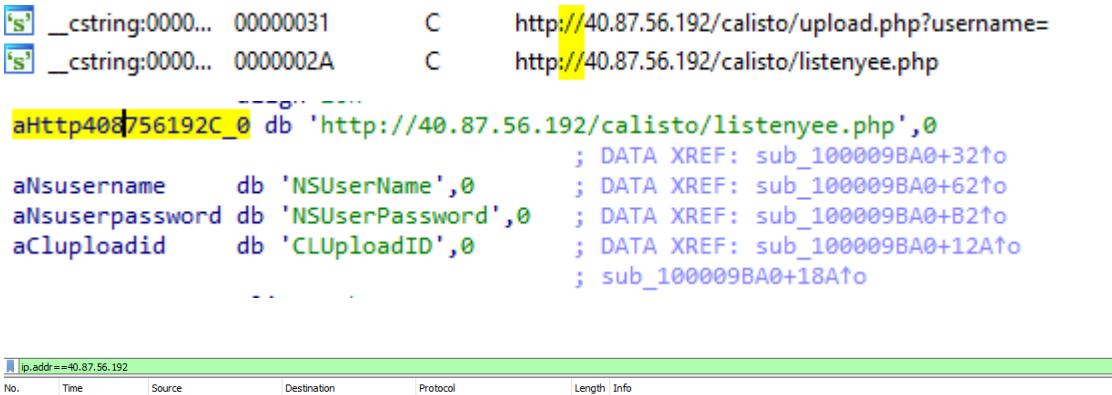 's' __cstring:0000... 00000031 C http://40.87.56.192/calisto/upload.php?username=
's' __cstring:0000... 0000002A C http://40.87.56.192/calisto/listenyee.php
aHttp408756192C_0 db 'http://40.87.56.192/calisto/listenyee.php',0
; DATA XREF: sub_100009BA0+32↑o
aNsusername db 'NSUserName',0 ; DATA XREF: sub_100009BA0+62↑o
aNsuserpassword db 'NSUserPassword',0 ; DATA XREF: sub_100009BA0+B2↑o
aCluploadid db 'CLUploadID',0 ; DATA XREF: sub_100009BA0+12A↑o
; sub_100009BA0+18A↑o
ip.addr==40.87.56.192
No. Time Source Destination Protocol Length Info